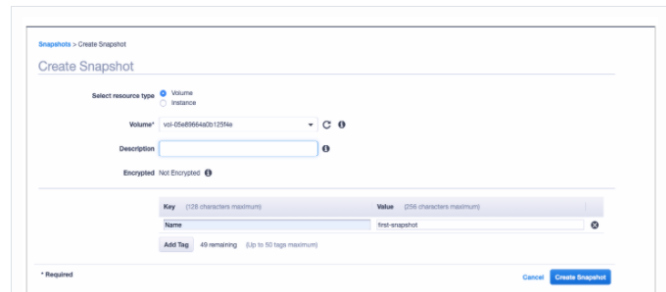 Snapshots > Create Snapshot
Create Snapshot
Select resource type Volume
Instance
Volume*
Description
Encrypted Not Encrypted
Key (128 characters maximum) Value (256 characters maximum)
Name first-snapshot
Add Tag 49 remaining (Up to 50 tags maximum)
* Required Cancel Create Snapshot